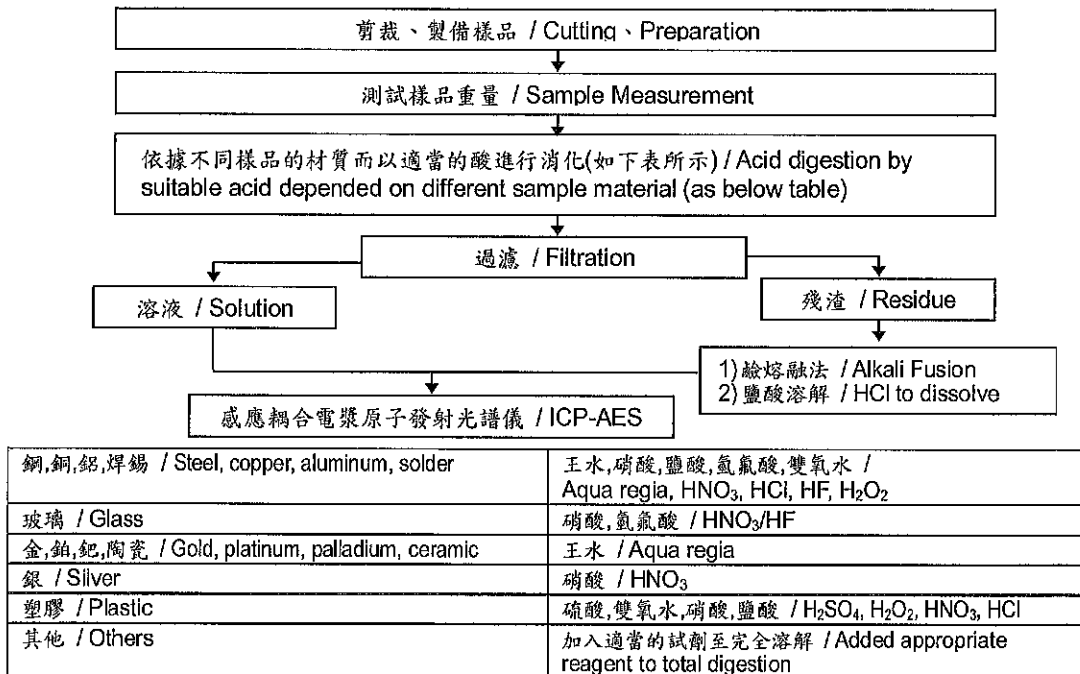 剪裁、製備樣品 / Cutting、Preparation
測試樣品重量 / Sample Measurement
依據不同樣品的材質而以適當的酸進行消化(如下表所示) / Acid digestion by
suitable acid depended on different sample material (as below table)
過濾 / Filtration
溶液 / Solution
殘渣 / Residue
1)鹼熔融法 / Alkali Fusion
2)鹽酸溶解 / HCl to dissolve
感應耦合電漿原子發射光譜儀 / ICP-AES
鋼,銅,鋁,焊錫 / Steel, copper, aluminum, solder
王水,硝酸,鹽酸,氫氟酸,雙氧水 /
Aqua regia, HNO₃, HCl, HF, H₂O₂
玻璃 / Glass
硝酸,氫氟酸 / HNO₃/HF
金,鉑,鈀,陶瓷 / Gold, platinum, palladium, ceramic
王水 / Aqua regia
銀 / Silver
硝酸 / HNO₃
塑膠 / Plastic
硫酸,雙氧水,硝酸,鹽酸 / H₂SO₄, H₂O₂, HNO₃, HCl
其他 / Others
加入適當的試劑至完全溶解 / Added appropriate
reagent to total digestion